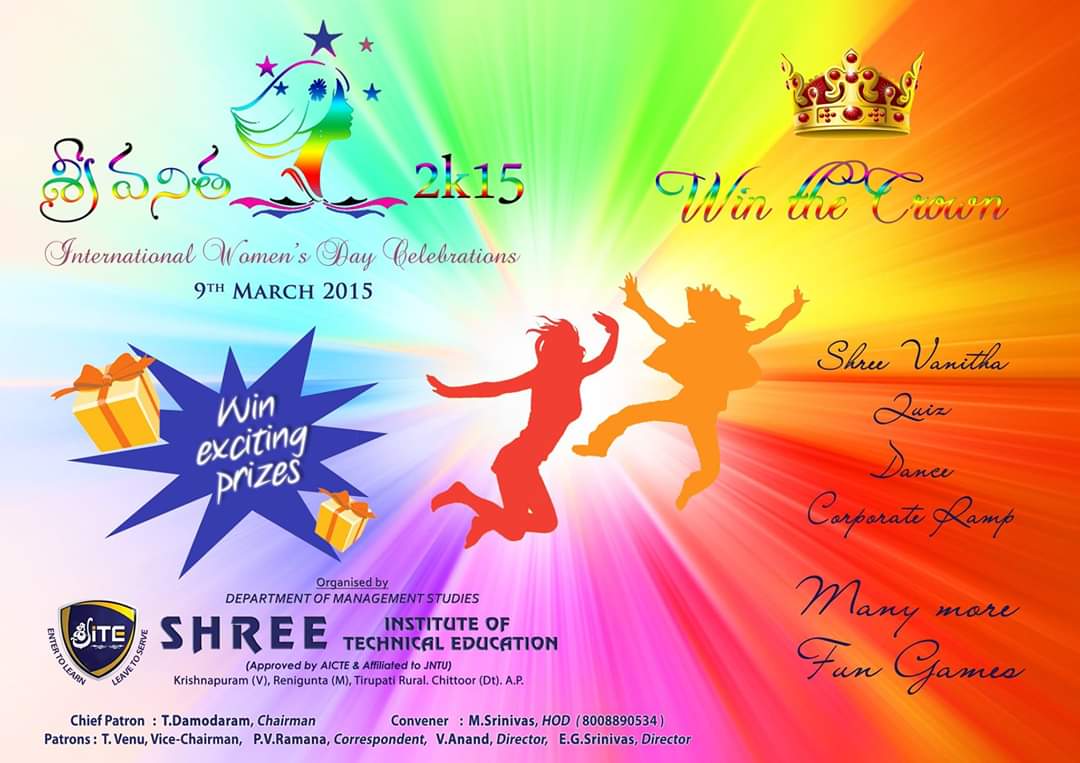 శ్రీ వనిత 2k15
International Women's Day Celebrations
9TH MARCH 2015
Win the Crown
Win
exciting
prizes
Shree Vanitha
Quiz
Dance
Corporate Ramp
Many more
Fun Games
Organised by
DEPARTMENT OF MANAGEMENT STUDIES
SITE
ENTER TO LEARN
LEAVE TO SERVE
SHREE INSTITUTE OF
TECHNICAL EDUCATION
(Approved by AICTE & Affiliated to JNTU)
Krishnapuram (V), Renigunta (M), Tirupati Rural. Chittoor (Dt). A.P.
Chief Patron : T.Damodaram, Chairman Convener : M.Srinivas, HOD ( 8008890534 )
Patrons : T. Venu, Vice-Chairman, P.V.Ramana, Correspondent, V.Anand, Director, E.G.Srinivas, Director